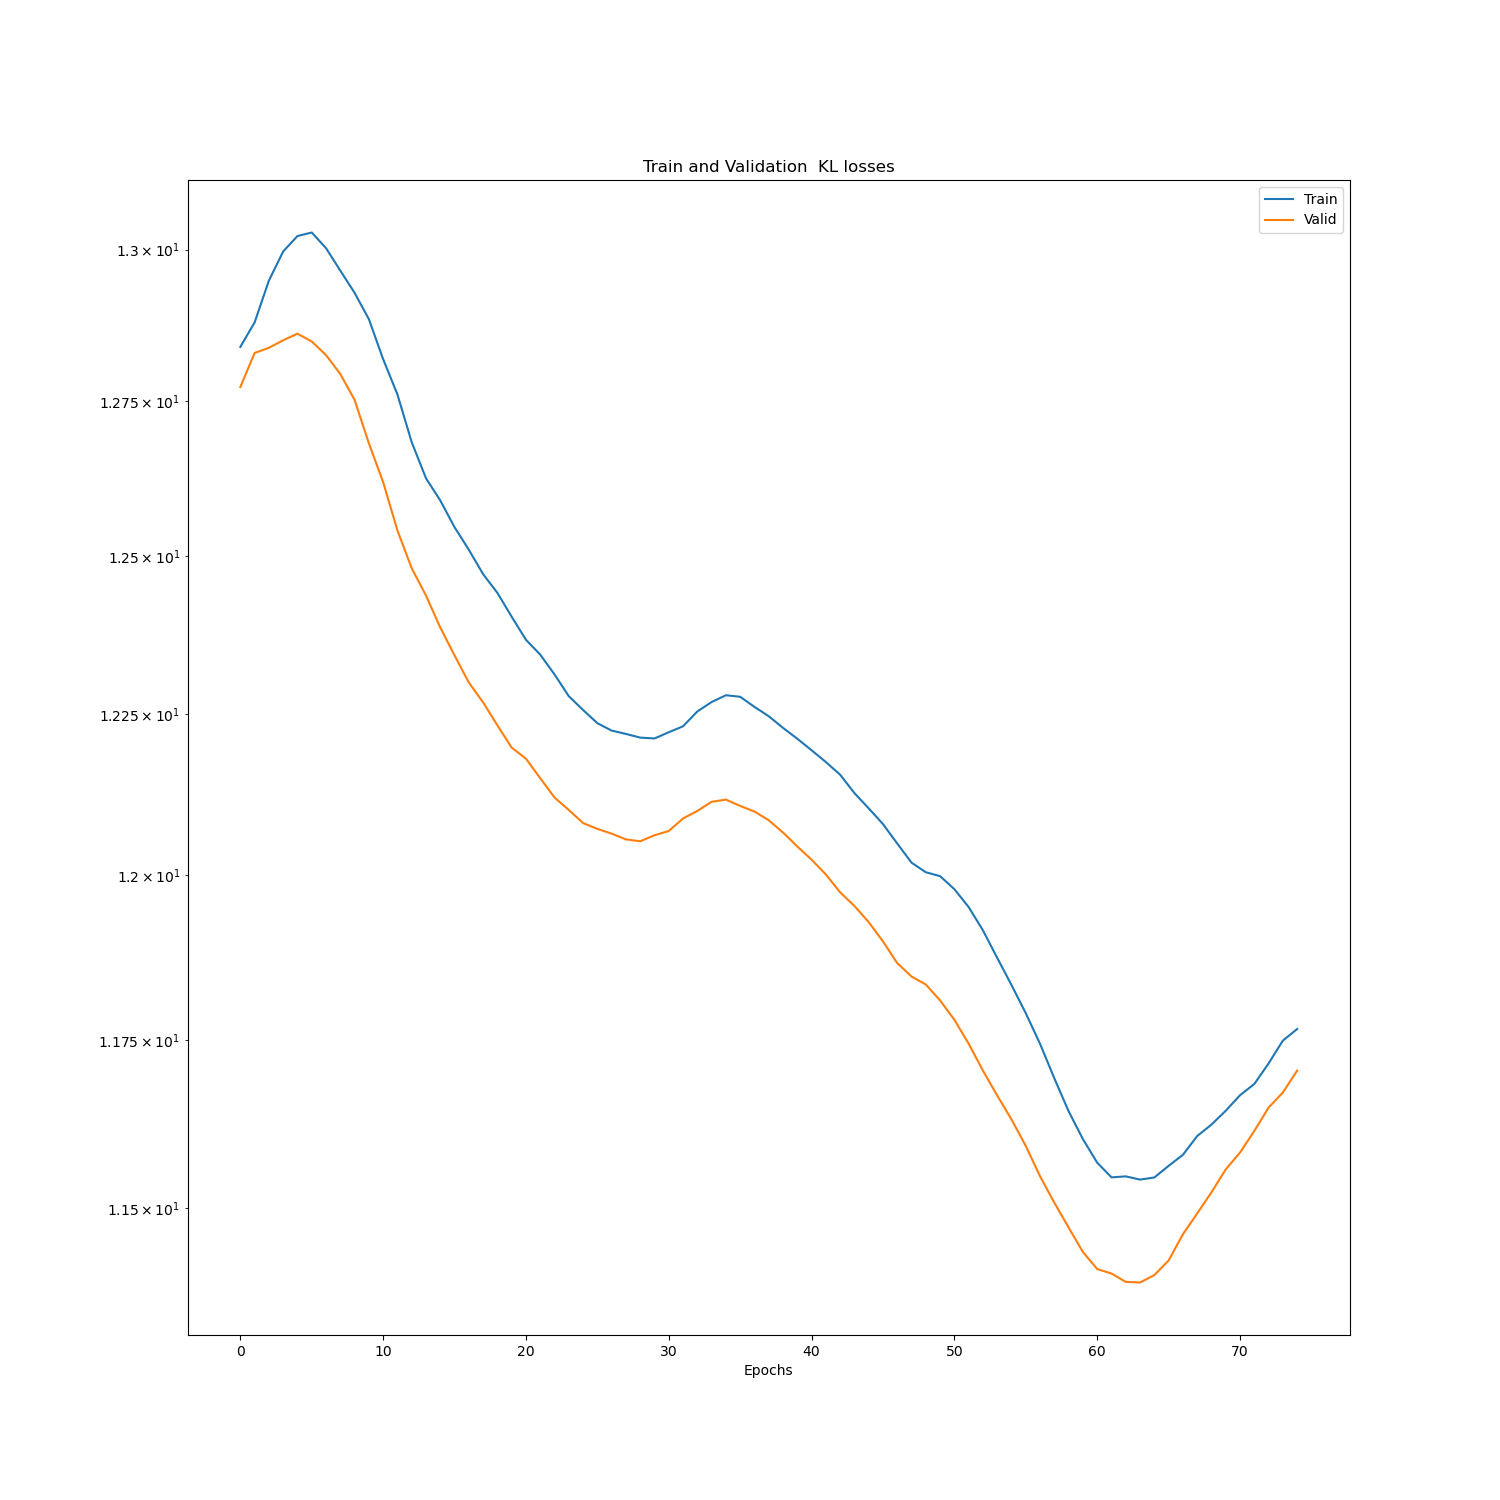 Train and Validation  KL losses
Train
Valid
1.3 × 10¹
1.275 × 10¹
1.25 × 10¹
1.225 × 10¹
1.2 × 10¹
1.175 × 10¹
1.15 × 10¹
0 10 20 30 40 50 60 70
Epochs